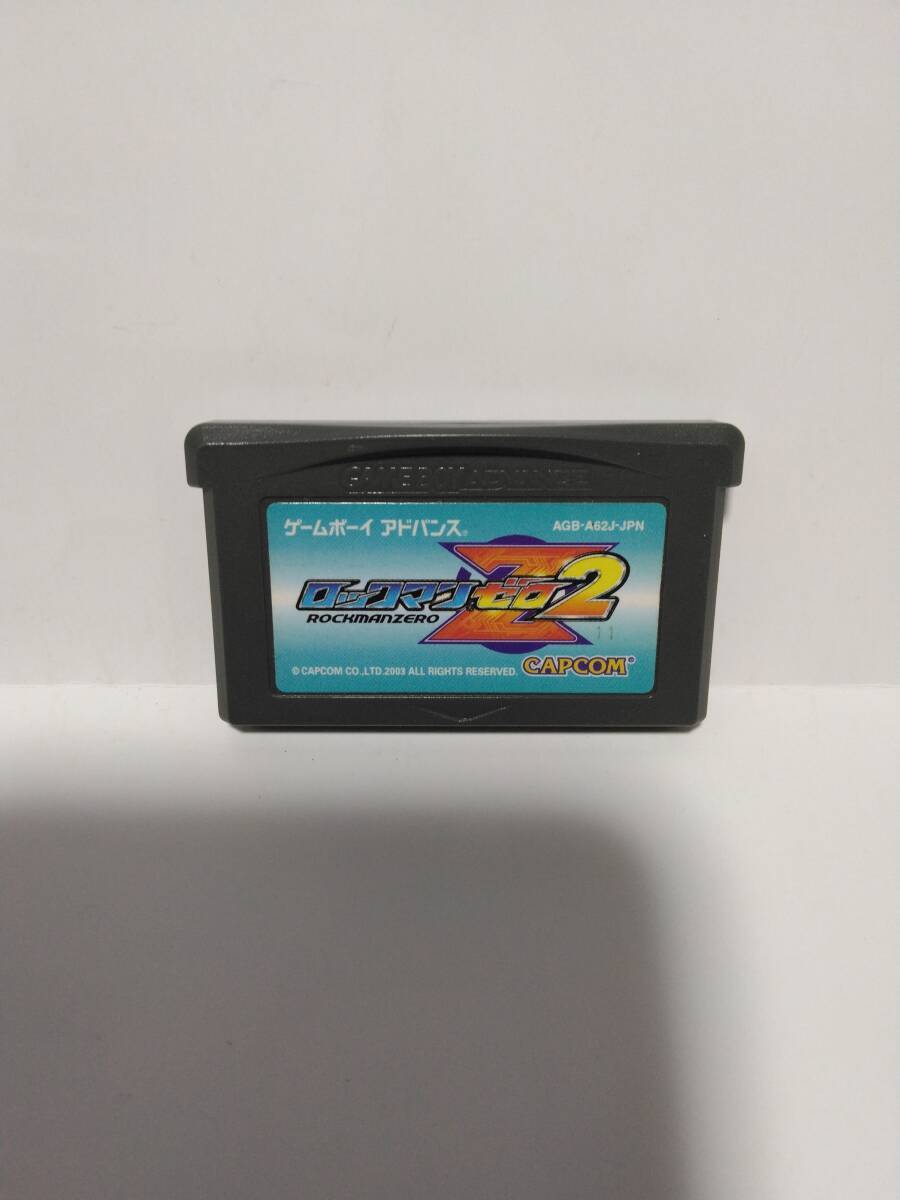 GAME BOY ADVANCE
ゲームボーイ アドバンス®
AGB-A62J-JPN
ロックマン ゼロ2
ROCKMANZERO
11
© CAPCOM CO.,LTD.2003 ALL RIGHTS RESERVED.
CAPCOM®